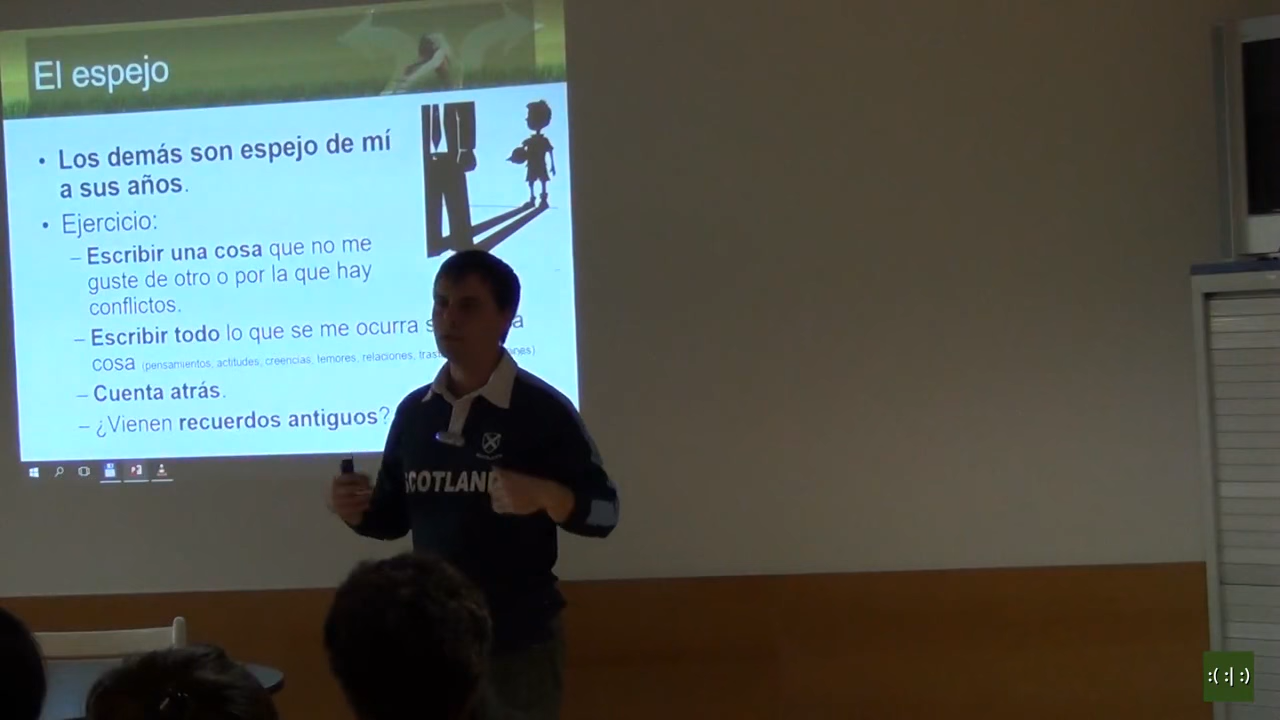 El espejo
• Los demás son espejo de mí
a sus años.
• Ejercicio:
– Escribir una cosa que no me
guste de otro o por la que hay
conflictos.
– Escribir todo lo que se me ocurra
cosa (pensamientos, actitudes, creencias, temores, relaciones,
– Cuenta atrás.
– ¿Vienen recuerdos antiguos?
SCOTLAND
:( :| :)